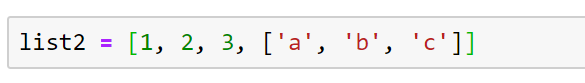 list2 = [1, 2, 3, ['a', 'b', 'c']]